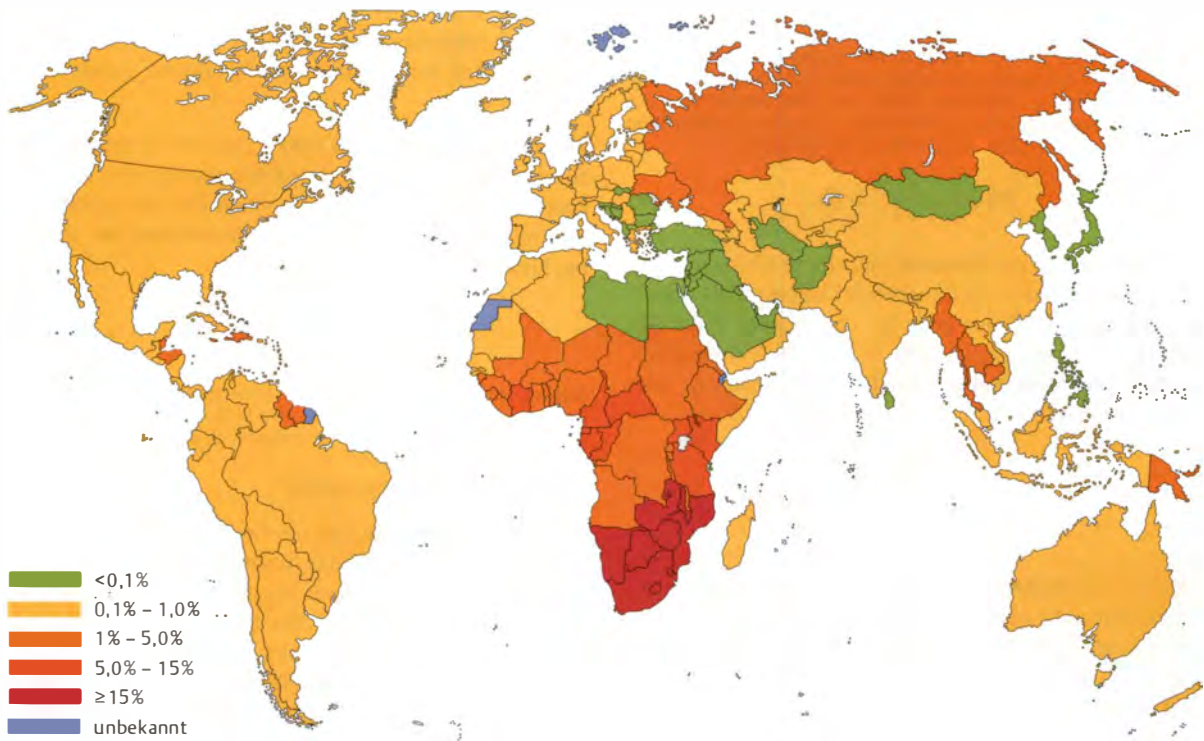 <0,1%
0,1% – 1,0%
1% – 5,0%
5,0% – 15%
≥15%
unbekannt